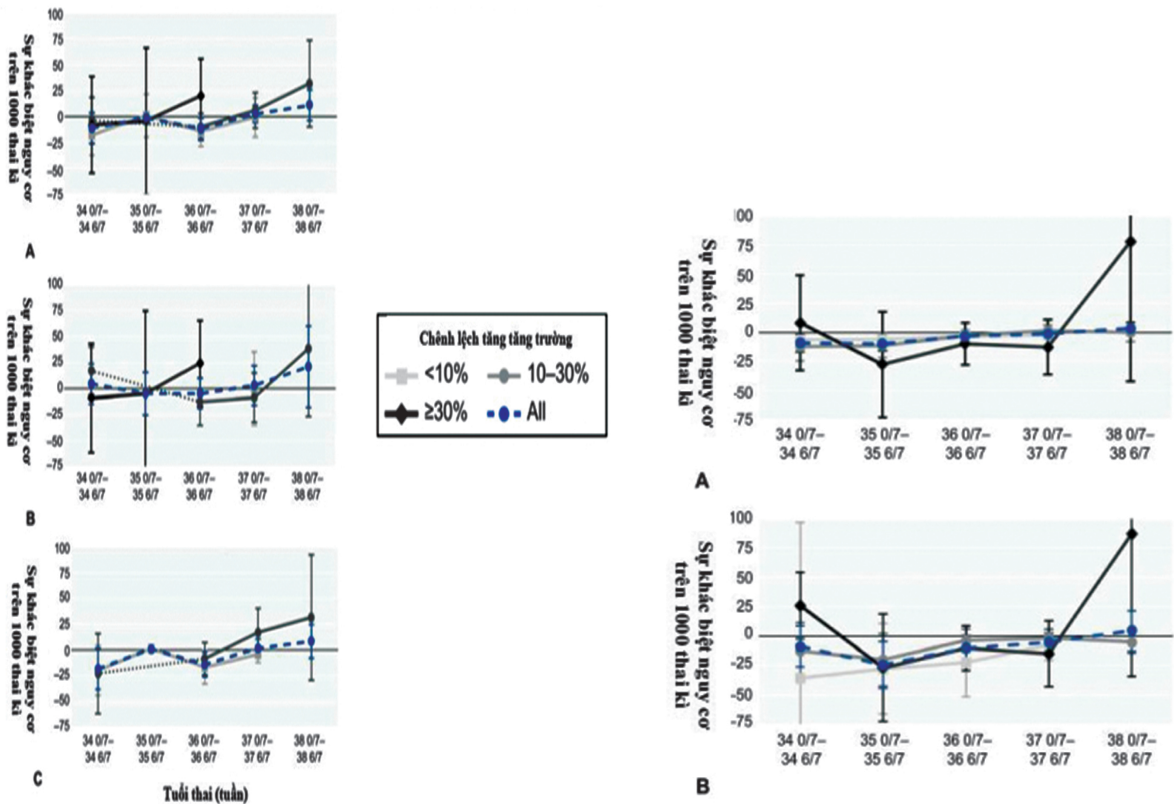 Sự khác biệt nguy cơ
trên 1000 thai kì
100
75
50
25
0
–25
–50
–75
34 0/7– 35 0/7– 36 0/7– 37 0/7– 38 0/7–
34 6/7 35 6/7 36 6/7 37 6/7 38 6/7
A
Sự khác biệt nguy cơ
trên 1000 thai kì
100
75
50
25
0
–25
–50
–75
34 0/7– 35 0/7– 36 0/7– 37 0/7– 38 0/7–
34 6/7 35 6/7 36 6/7 37 6/7 38 6/7
B
Sự khác biệt nguy cơ
trên 1000 thai kì
100
75
50
25
0
–25
–50
–75
34 0/7– 35 0/7– 36 0/7– 37 0/7– 38 0/7–
34 6/7 35 6/7 36 6/7 37 6/7 38 6/7
C
Tuổi thai (tuần)
Chênh lệch tăng tăng trường
<10% 10–30%
≥30% All
Sự khác biệt nguy cơ
trên 1000 thai kì
100
75
50
25
0
–25
–50
–75
34 0/7– 35 0/7– 36 0/7– 37 0/7– 38 0/7–
34 6/7 35 6/7 36 6/7 37 6/7 38 6/7
A
Sự khác biệt nguy cơ
trên 1000 thai kì
100
75
50
25
0
–25
–50
–75
34 0/7– 35 0/7– 36 0/7– 37 0/7– 38 0/7–
34 6/7 35 6/7 36 6/7 37 6/7 38 6/7
B